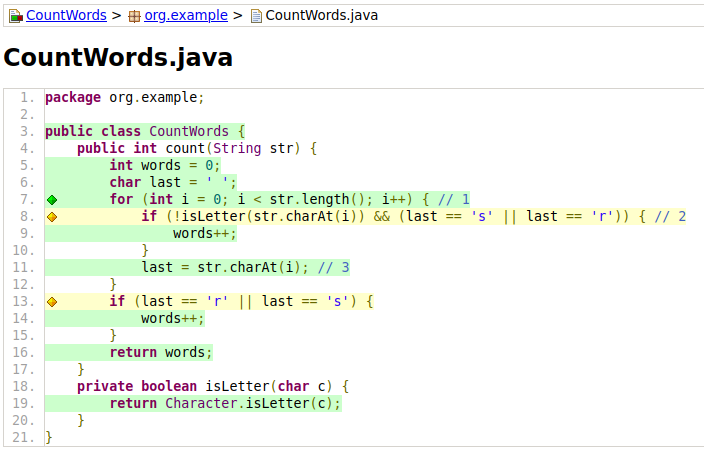 CountWords > org.example > CountWords.java
CountWords.java
1. package org.example;
2.
3. public class CountWords {
4. public int count(String str) {
5. int words = 0;
6. char last = ' ';
7. for (int i = 0; i < str.length(); i++) { // 1
8. if (!isLetter(str.charAt(i)) && (last == 's' || last == 'r')) { // 2
9. words++;
10. }
11. last = str.charAt(i); // 3
12. }
13. if (last == 'r' || last == 's') {
14. words++;
15. }
16. return words;
17. }
18. private boolean isLetter(char c) {
19. return Character.isLetter(c);
20. }
21. }